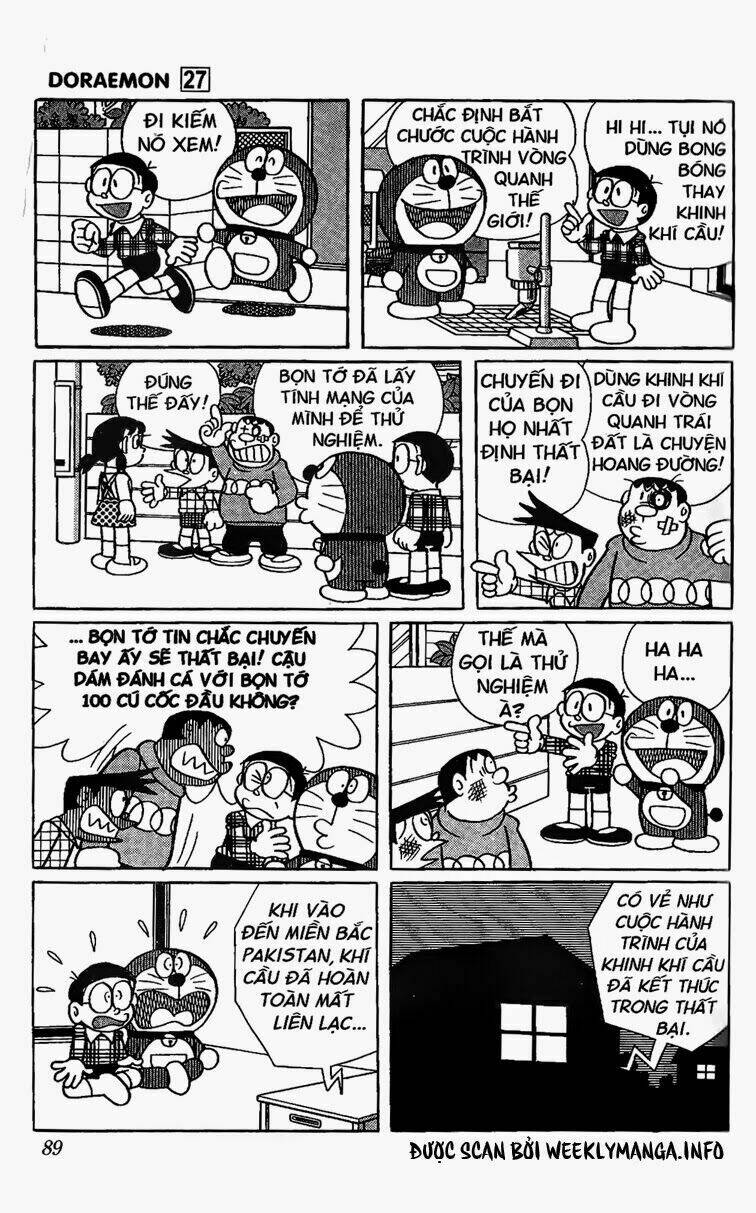 DORAEMON 27
ĐI KIẾM
NÓ XEM!
CHẮC ĐỊNH BẮT
CHƯỚC CUỘC HÀNH
TRÌNH VÒNG
QUANH
THẾ
GIỚI!
HI HI... TỤI NÓ
DÙNG BONG
BÓNG
THAY
KHINH
KHÍ CẦU!
ĐÚNG
THẾ ĐẤY!
BỌN TỚ ĐÃ LẤY
TÍNH MẠNG CỦA
MÌNH ĐỂ THỬ
NGHIỆM.
CHUYẾN ĐI
CỦA BỌN
HỌ NHẤT
ĐỊNH THẤT
BẠI!
DÙNG KHINH KHÍ
CẦU ĐI VÒNG
QUANH TRÁI
ĐẤT LÀ CHUYỆN
HOANG ĐƯỜNG!
... BỌN TỚ TIN CHẮC CHUYẾN
BAY ẤY SẼ THẤT BẠI! CẬU
DÁM ĐÁNH CÁ VỚI BỌN TỚ
100 CÚ CỐC ĐẦU KHÔNG?
THẾ MÀ
GỌI LÀ THỬ
NGHIỆM
À?
HA HA
HA...
KHI VÀO
ĐẾN MIỀN BẮC
PAKISTAN, KHÍ
CẦU ĐÃ HOÀN
TOÀN MẤT
LIÊN LẠC...
CÓ VẺ NHƯ
CUỘC HÀNH
TRÌNH CỦA
KHINH KHÍ CẦU
ĐÃ KẾT THÚC
TRONG THẤT
BẠI.
89
ĐƯỢC SCAN BỞI WEEKLYMANGA.INFO